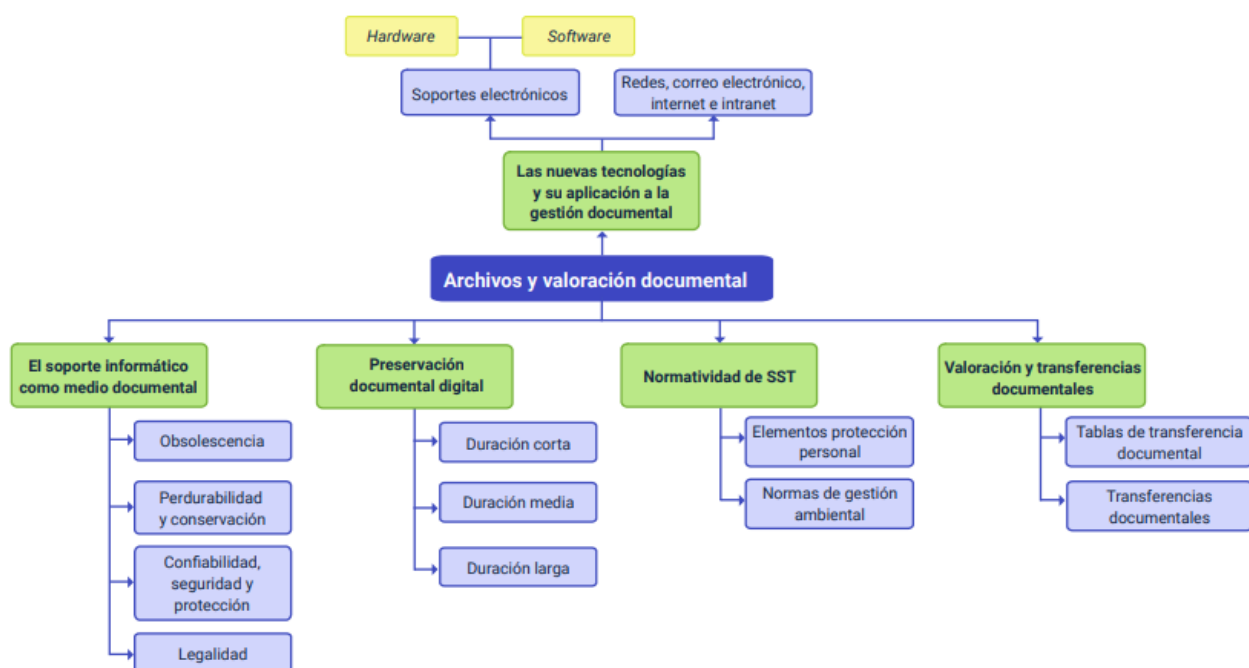 Hardware
Software
Soportes electrónicos
Redes, correo electrónico,
internet e intranet
Las nuevas tecnologías
y su aplicación a la
gestión documental
Archivos y valoración documental
El soporte informático
como medio documental
Obsolescencia
Perdurabilidad
y conservación
Confiabilidad,
seguridad y
protección
Legalidad
Preservación
documental digital
Duración corta
Duración media
Duración larga
Normatividad de SST
Elementos protección
personal
Normas de gestión
ambiental
Valoración y transferencias
documentales
Tablas de transferencia
documental
Transferencias
documentales